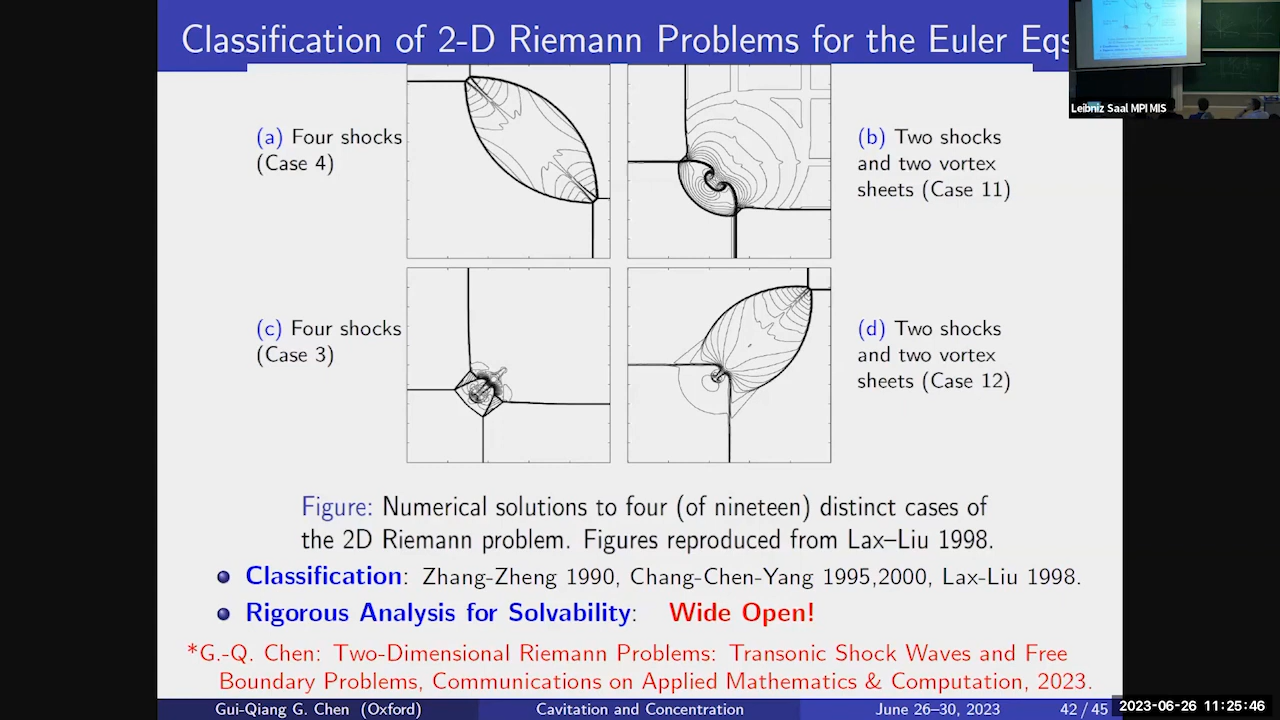 Classification of 2-D Riemann Problems for the Euler Eqs
Leibniz Saal MPI MIS
(a) Four shocks
(Case 4)
(b) Two shocks
and two vortex
sheets (Case 11)
(c) Four shocks
(Case 3)
(d) Two shocks
and two vortex
sheets (Case 12)
Figure: Numerical solutions to four (of nineteen) distinct cases of
the 2D Riemann problem. Figures reproduced from Lax–Liu 1998.
Classification: Zhang-Zheng 1990, Chang-Chen-Yang 1995,2000, Lax-Liu 1998.
Rigorous Analysis for Solvability: Wide Open!
*G.-Q. Chen: Two-Dimensional Riemann Problems: Transonic Shock Waves and Free
Boundary Problems, Communications on Applied Mathematics & Computation, 2023.
Gui-Qiang G. Chen (Oxford) Cavitation and Concentration June 26–30, 2023 42 / 45
2023-06-26 11:25:46